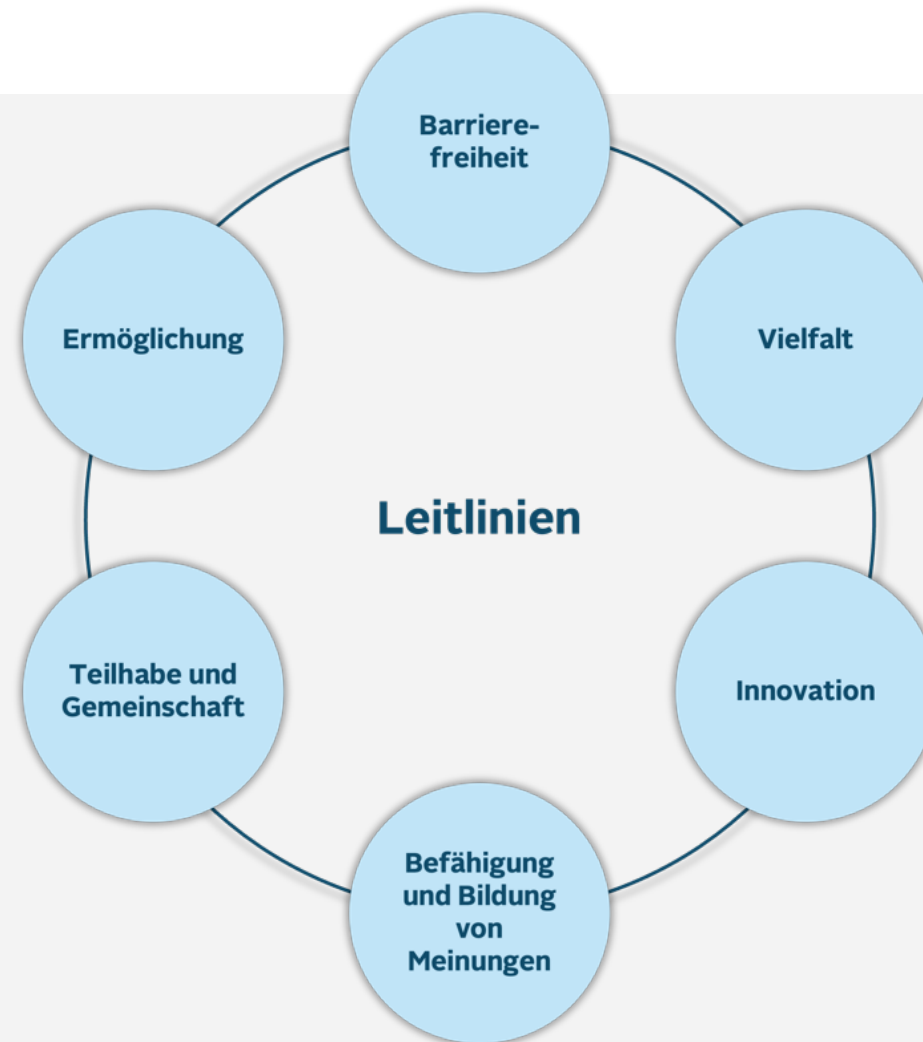 Barriere-
freiheit
Ermöglichung
Vielfalt
Leitlinien
Teilhabe und
Gemeinschaft
Innovation
Befähigung
und Bildung
von
Meinungen